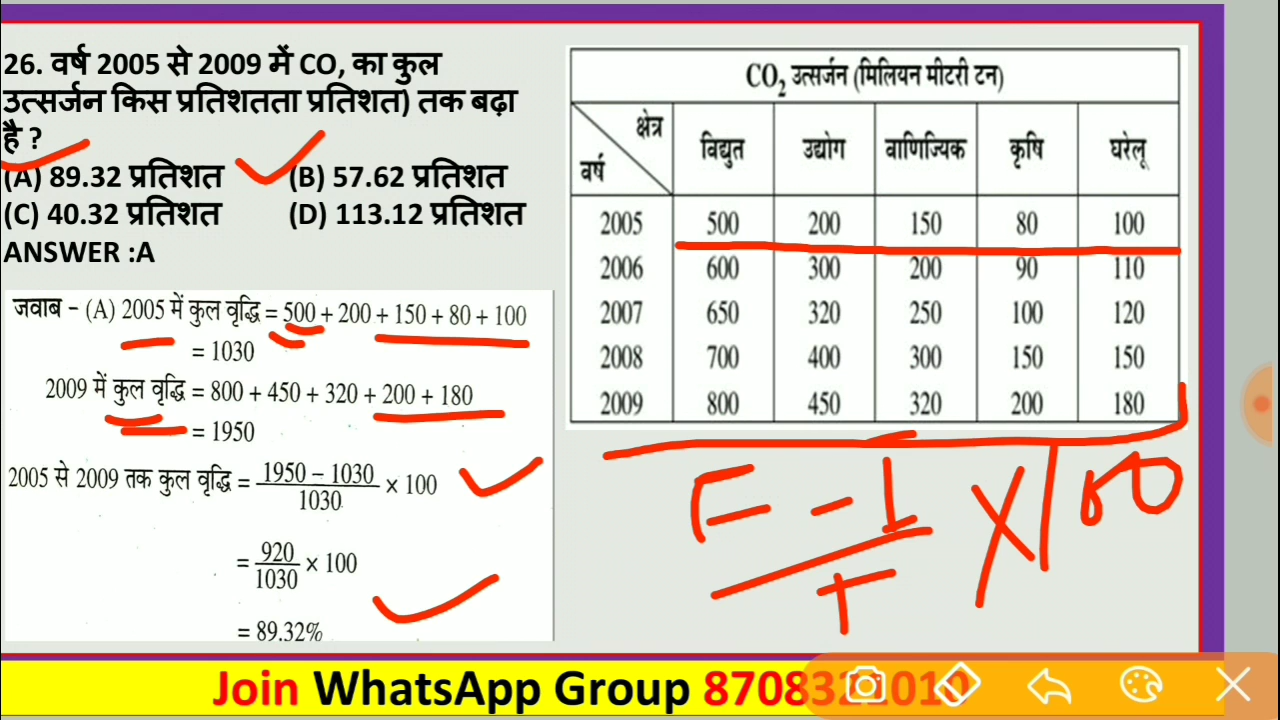 26. वर्ष 2005 से 2009 में CO, का कुल
उत्सर्जन किस प्रतिशतता प्रतिशत) तक बढ़ा
है ?
(A) 89.32 प्रतिशत (B) 57.62 प्रतिशत
(C) 40.32 प्रतिशत (D) 113.12 प्रतिशत
ANSWER :A
जवाब - (A) 2005 में कुल वृद्धि = 500 + 200 + 150 + 80 + 100
= 1030
2009 में कुल वृद्धि = 800 + 450 + 320 + 200 + 180
= 1950
2005 से 2009 तक कुल वृद्धि = 1950 - 1030 / 1030 × 100
= 920 / 1030 × 100
= 89.32%
CO₂ उत्सर्जन (मिलियन मीटरी टन)
क्षेत्र
वर्ष
विद्युत उद्योग वाणिज्यिक कृषि घरेलू
2005 500 200 150 80 100
2006 600 300 200 90 110
2007 650 320 250 100 120
2008 700 400 300 150 150
2009 800 450 320 200 180
F - I / I × 100
Join WhatsApp Group